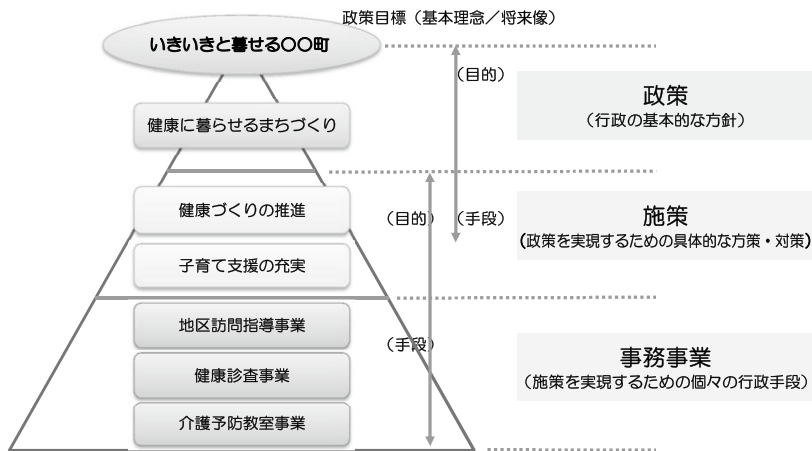 政策目標（基本理念／将来像）
いきいきと暮せる〇〇町
（目的）
政策
（行政の基本的な方針）
健康に暮らせるまちづくり
健康づくりの推進
（目的）
（手段）
施策
（政策を実現するための具体的な方策・対策）
子育て支援の充実
地区訪問指導事業
（手段）
事務事業
（施策を実現するための個々の行政手段）
健康診査事業
介護予防教室事業